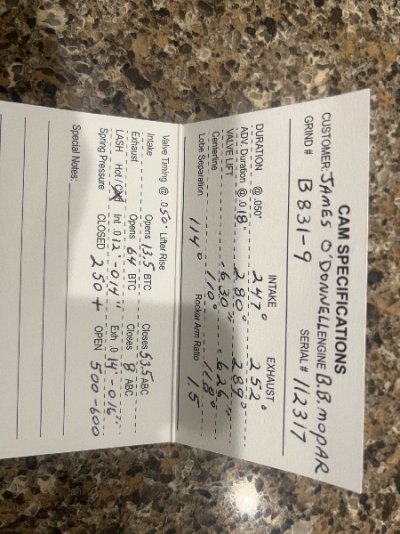 CAM SPECIFICATIONS
CUSTOMER: JAMES O'DONNELL ENGINE B.B. MOPAR
GRIND # B 831-9 SERIAL # 112317
INTAKE EXHAUST
DURATION @ .050" 247° 252°
ADV. Duration @ .018" 280° 289°
VALVE LIFT .630" .626"
Centerline 110° 118°
Lobe Separation 114° Rocker Arm Ratio 1.5
Valve Timing @ .050" Lifter Rise
Intake Opens 13.5 BTC Closes 53.5 ABC
Exhaust Opens 64 BTC Closes 8 ABC
LASH Hot/Cold Int .012"-.014" Exh .014-.016"
Spring Pressure CLOSED 250+ OPEN 500-600
Special Notes: